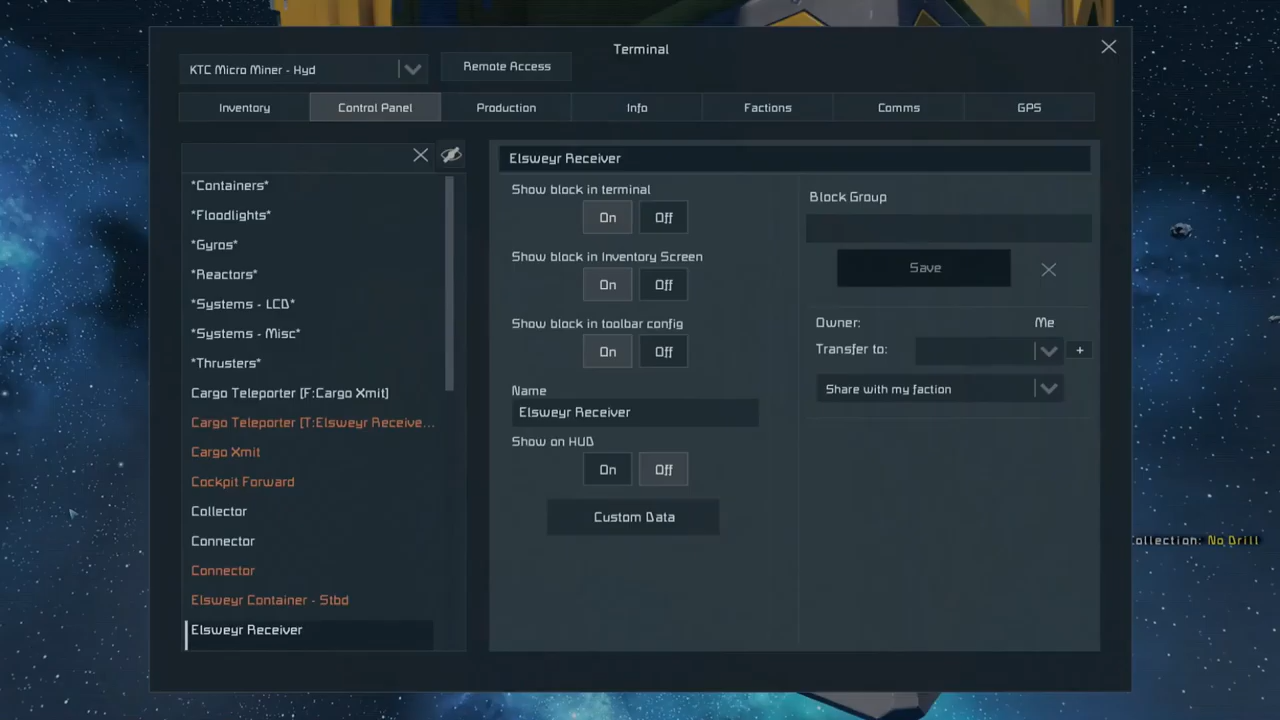 Terminal
KTC Micro Miner - Hyd
Remote Access
Inventory
Control Panel
Production
Info
Factions
Comms
GPS
*Containers*
*Floodlights*
*Gyros*
*Reactors*
*Systems - LCD*
*Systems - Misc*
*Thrusters*
Cargo Teleporter [F:Cargo Xmit]
Cargo Teleporter [T:Elsweyr Receive...
Cargo Xmit
Cockpit Forward
Collector
Connector
Connector
Elsweyr Container - Stbd
Elsweyr Receiver
Elsweyr Receiver
Show block in terminal
On Off
Show block in Inventory Screen
On Off
Show block in toolbar config
On Off
Name
Elsweyr Receiver
Show on HUD
On Off
Custom Data
Block Group
Save
Owner: Me
Transfer to:
+
Share with my faction
ollection: No Drill